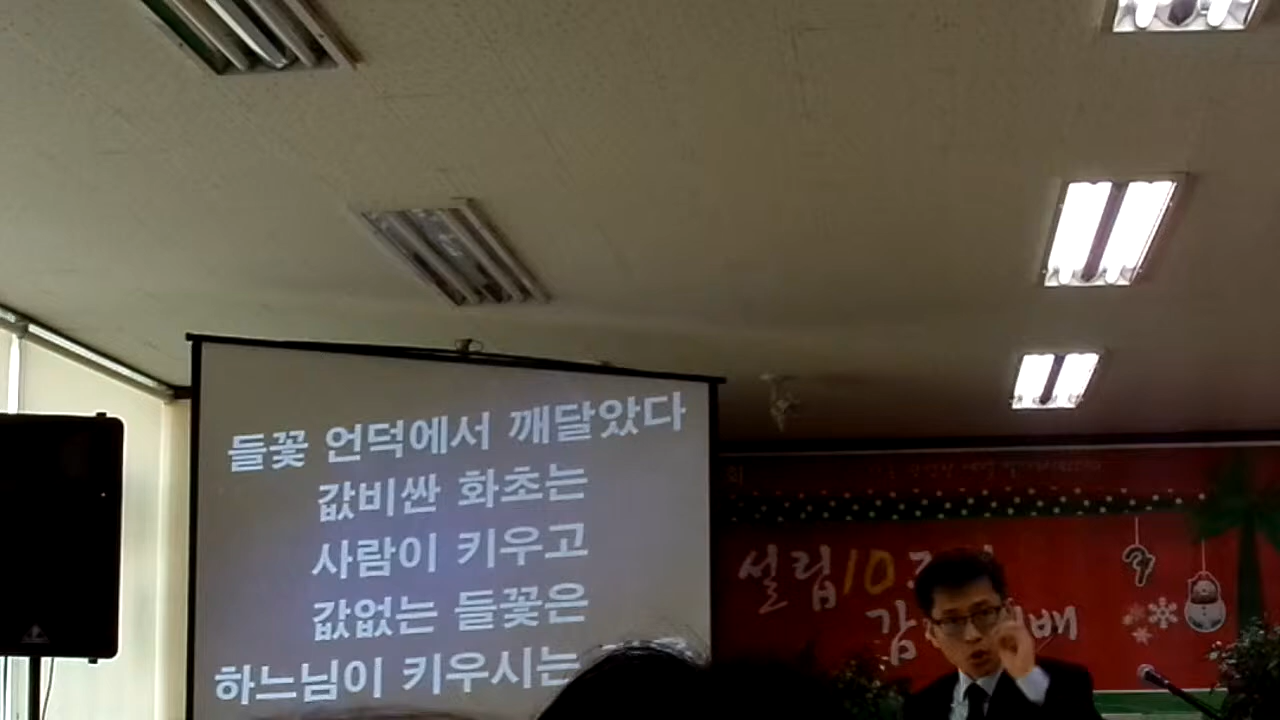 들꽃 언덕에서 깨달았다
값비싼 화초는
사람이 키우고
값없는 들꽃은
하느님이 키우시는
설립10
감 배